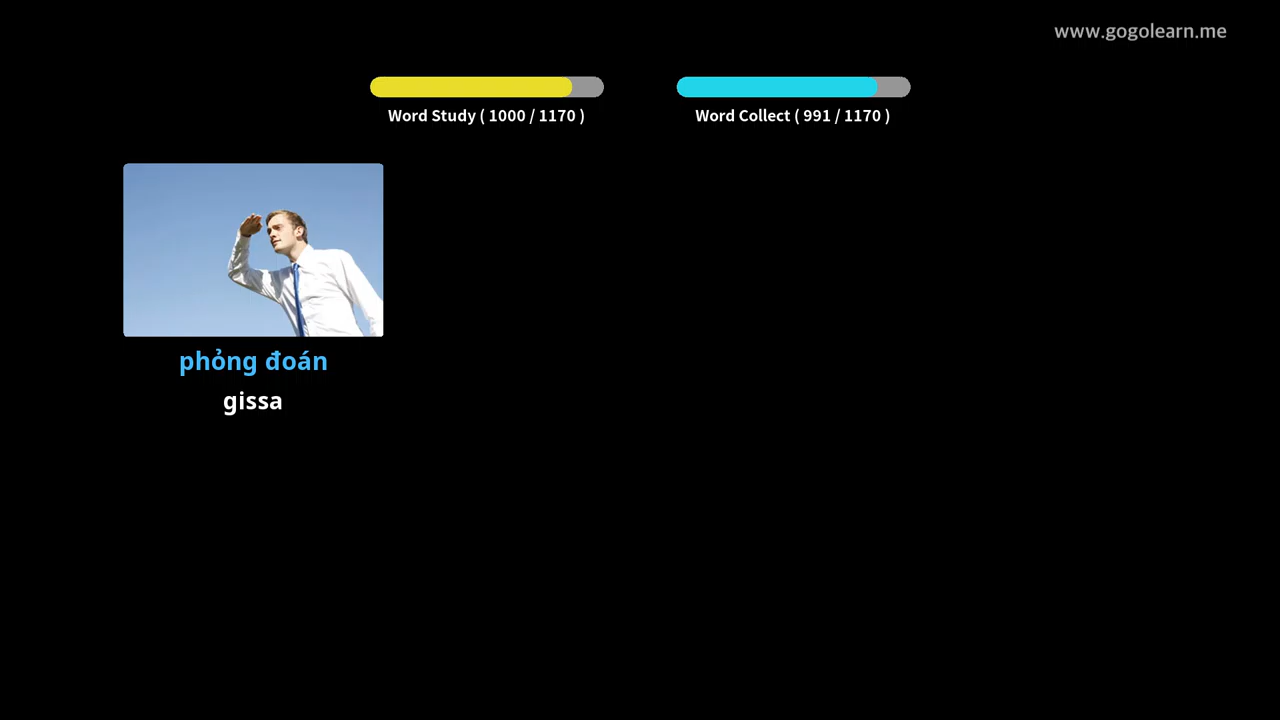 www.gogolearn.me
Word Study ( 1000 / 1170 )
Word Collect ( 991 / 1170 )
phỏng đoán
gissa